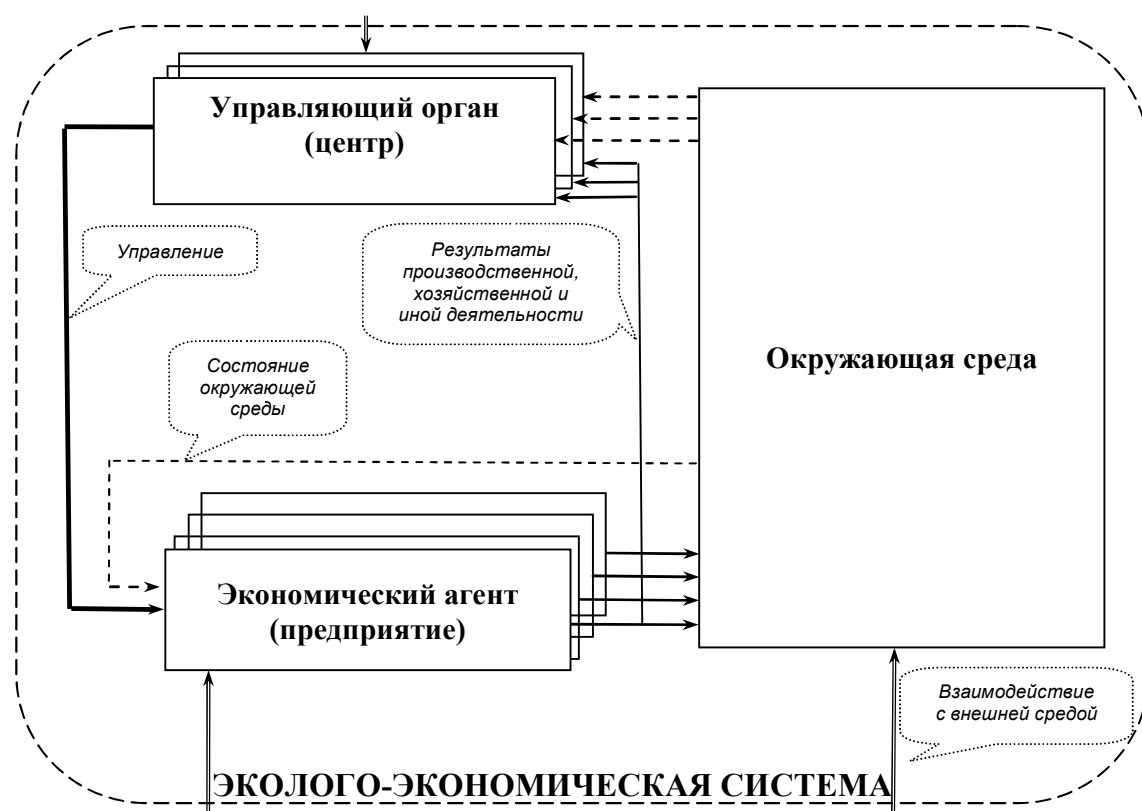 Управляющий орган
(центр)
Управление
Результаты
производственной,
хозяйственной и
иной деятельности
Окружающая среда
Состояние
окружающей
среды
Экономический агент
(предприятие)
Взаимодействие
с внешней средой
ЭКОЛОГО-ЭКОНОМИЧЕСКАЯ СИСТЕМА